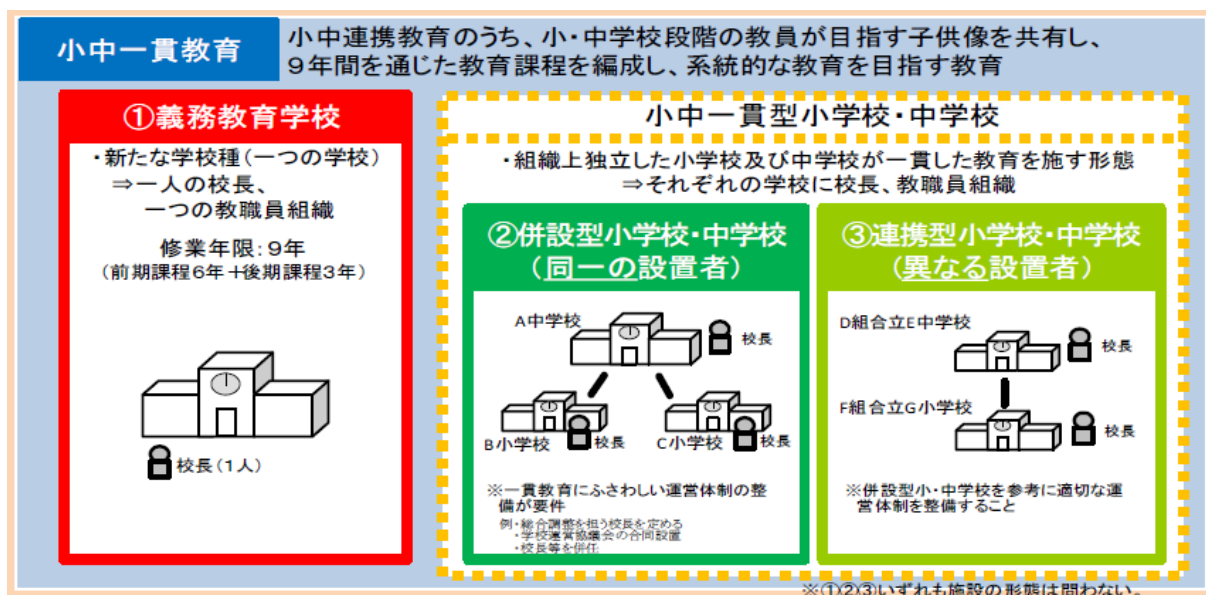 小中一貫教育
小中連携教育のうち、小・中学校段階の教員が目指す子供像を共有し、
９年間を通じた教育課程を編成し、系統的な教育を目指す教育
①義務教育学校
・新たな学校種（一つの学校）
⇒一人の校長、
一つの教職員組織
修業年限：９年
（前期課程６年＋後期課程３年）
校長（１人）
小中一貫型小学校・中学校
・組織上独立した小学校及び中学校が一貫した教育を施す形態
⇒それぞれの学校に校長、教職員組織
②併設型小学校・中学校
（同一の設置者）
A中学校
校長
B小学校
校長
C小学校
校長
※一貫教育にふさわしい運営体制の整
備が要件
例・総合調整を担う校長を定める
・学校運営協議会の合同設置
・校長等を併任
③連携型小学校・中学校
（異なる設置者）
D組合立E中学校
校長
F組合立G小学校
校長
※併設型小・中学校を参考に適切な運
営体制を整備すること
※①②③いずれも施設の形態は問わない。